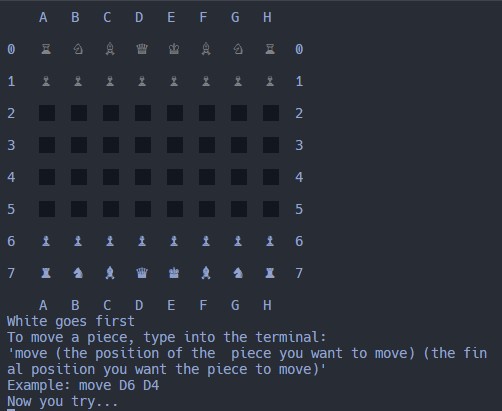 A B C D E F G H
0 ♖ ♘ ♗ ♕ ♔ ♗ ♘ ♖ 0
1 ♙ ♙ ♙ ♙ ♙ ♙ ♙ ♙ 1
2 ■ ■ ■ ■ ■ ■ ■ ■ 2
3 ■ ■ ■ ■ ■ ■ ■ ■ 3
4 ■ ■ ■ ■ ■ ■ ■ ■ 4
5 ■ ■ ■ ■ ■ ■ ■ ■ 5
6 ♟ ♟ ♟ ♟ ♟ ♟ ♟ ♟ 6
7 ♜ ♞ ♝ ♛ ♚ ♝ ♞ ♜ 7
A B C D E F G H
White goes first
To move a piece, type into the terminal:
'move (the position of the  piece you want to move) (the fin
al position you want the piece to move)'
Example: move D6 D4
Now you try...